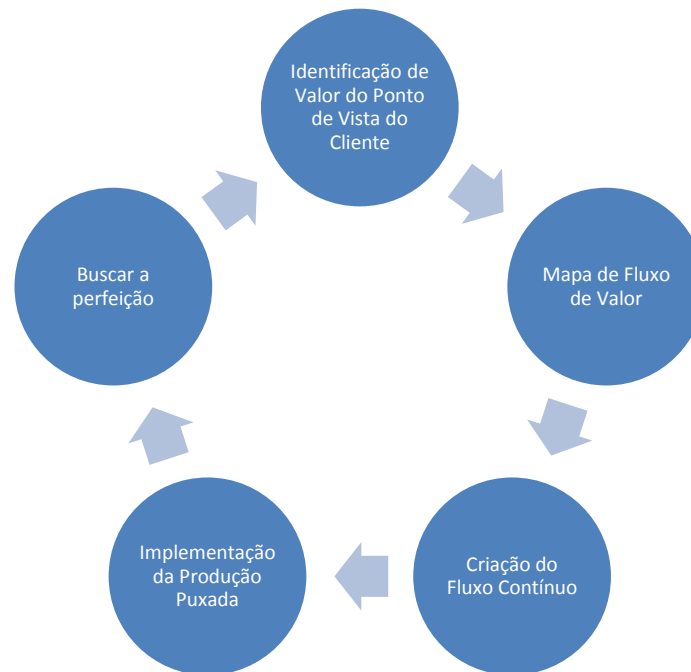 Identificação de
Valor do Ponto
de Vista do
Cliente
Mapa de Fluxo
de Valor
Criação do
Fluxo Contínuo
Implementação
da Produção
Puxada
Buscar a
perfeição